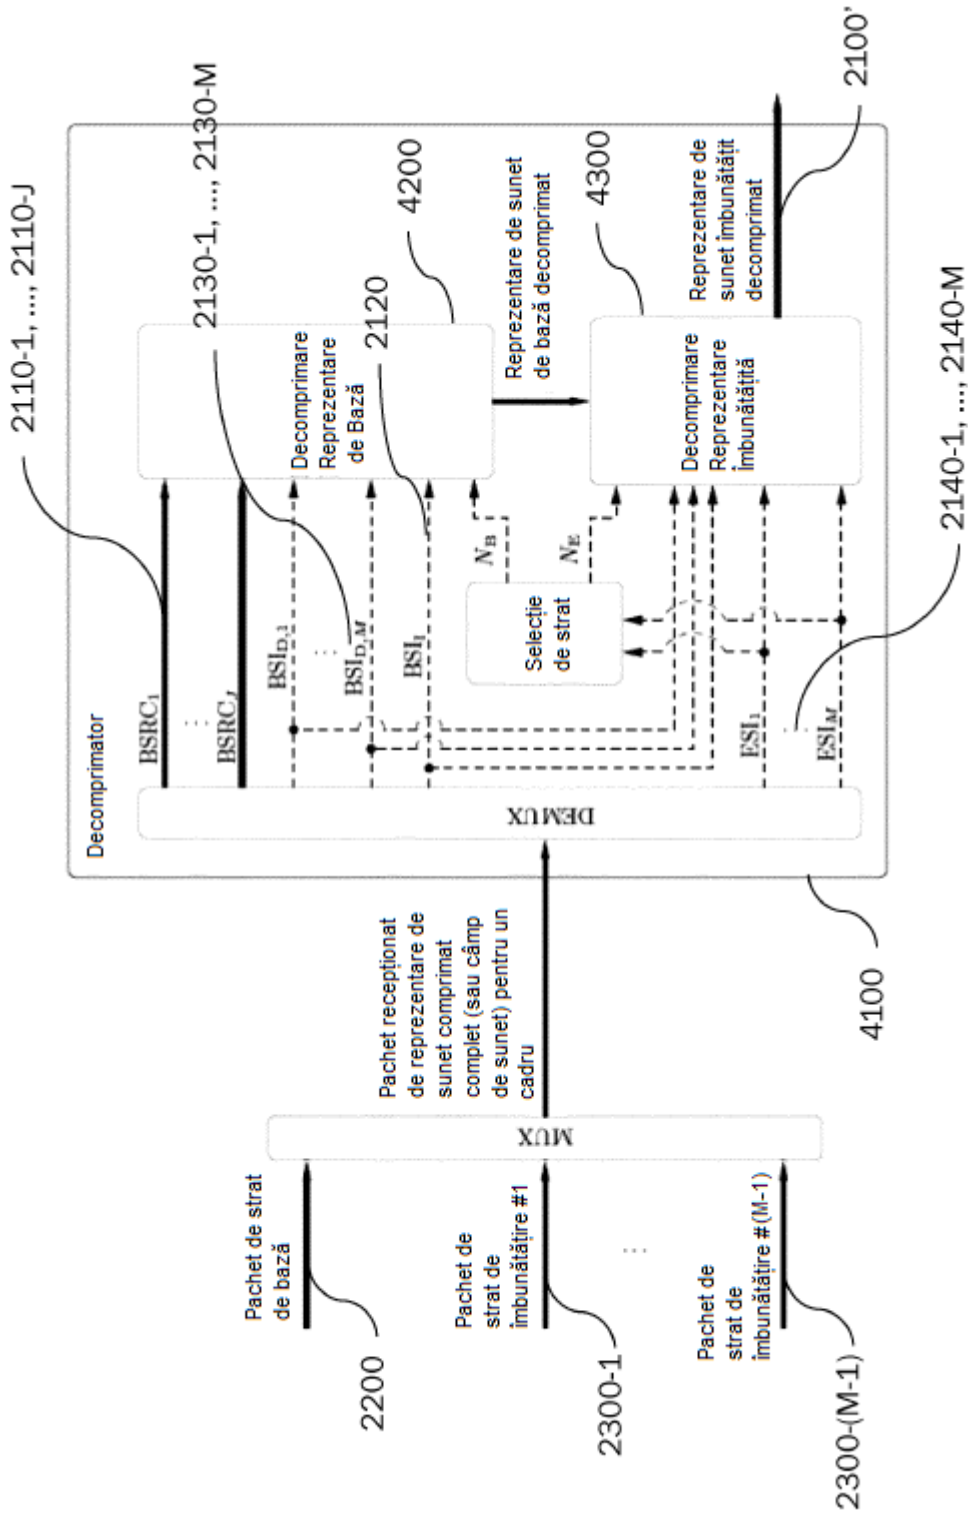 Pachet de strat
de bază
2200
Pachet de
strat de
îmbunătățire #1
2300-1
Pachet de
strat de
îmbunătățire # (M-1)
2300-(M-1)
MUX
Pachet recepționat
de reprezentare de
sunet comprimat
complet (sau câmp
de sunet) pentru un
cadru
4100
Decomprimator
DEMUX
BSRC1
BSRCJ
BSID,1
BSID,M
BSII
ESI1
ESIM
2110-1, ..., 2110-J
2130-1, ..., 2130-M
2120
Selecție
de strat
NB
NE
Decomprimare
Reprezentare
de Bază
4200
Reprezentare de sunet
de bază decomprimat
4300
Decomprimare
Reprezentare
Îmbunătățită
Reprezentare de
sunet îmbunătățit
decomprimat
2100'
2140-1, ..., 2140-M